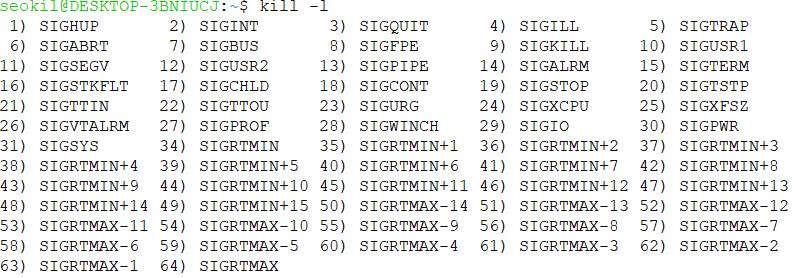 seokil@DESKTOP-3BNIUCJ:~$ kill -l
 1) SIGHUP       2) SIGINT       3) SIGQUIT      4) SIGILL       5) SIGTRAP
 6) SIGABRT      7) SIGBUS       8) SIGFPE       9) SIGKILL     10) SIGUSR1
11) SIGSEGV     12) SIGUSR2     13) SIGPIPE     14) SIGALRM     15) SIGTERM
16) SIGSTKFLT   17) SIGCHLD     18) SIGCONT     19) SIGSTOP     20) SIGTSTP
21) SIGTTIN     22) SIGTTOU     23) SIGURG      24) SIGXCPU     25) SIGXFSZ
26) SIGVTALRM   27) SIGPROF     28) SIGWINCH    29) SIGIO       30) SIGPWR
31) SIGSYS      34) SIGRTMIN    35) SIGRTMIN+1  36) SIGRTMIN+2  37) SIGRTMIN+3
38) SIGRTMIN+4  39) SIGRTMIN+5  40) SIGRTMIN+6  41) SIGRTMIN+7  42) SIGRTMIN+8
43) SIGRTMIN+9  44) SIGRTMIN+10 45) SIGRTMIN+11 46) SIGRTMIN+12 47) SIGRTMIN+13
48) SIGRTMIN+14 49) SIGRTMIN+15 50) SIGRTMAX-14 51) SIGRTMAX-13 52) SIGRTMAX-12
53) SIGRTMAX-11 54) SIGRTMAX-10 55) SIGRTMAX-9  56) SIGRTMAX-8  57) SIGRTMAX-7
58) SIGRTMAX-6  59) SIGRTMAX-5  60) SIGRTMAX-4  61) SIGRTMAX-3  62) SIGRTMAX-2
63) SIGRTMAX-1  64) SIGRTMAX